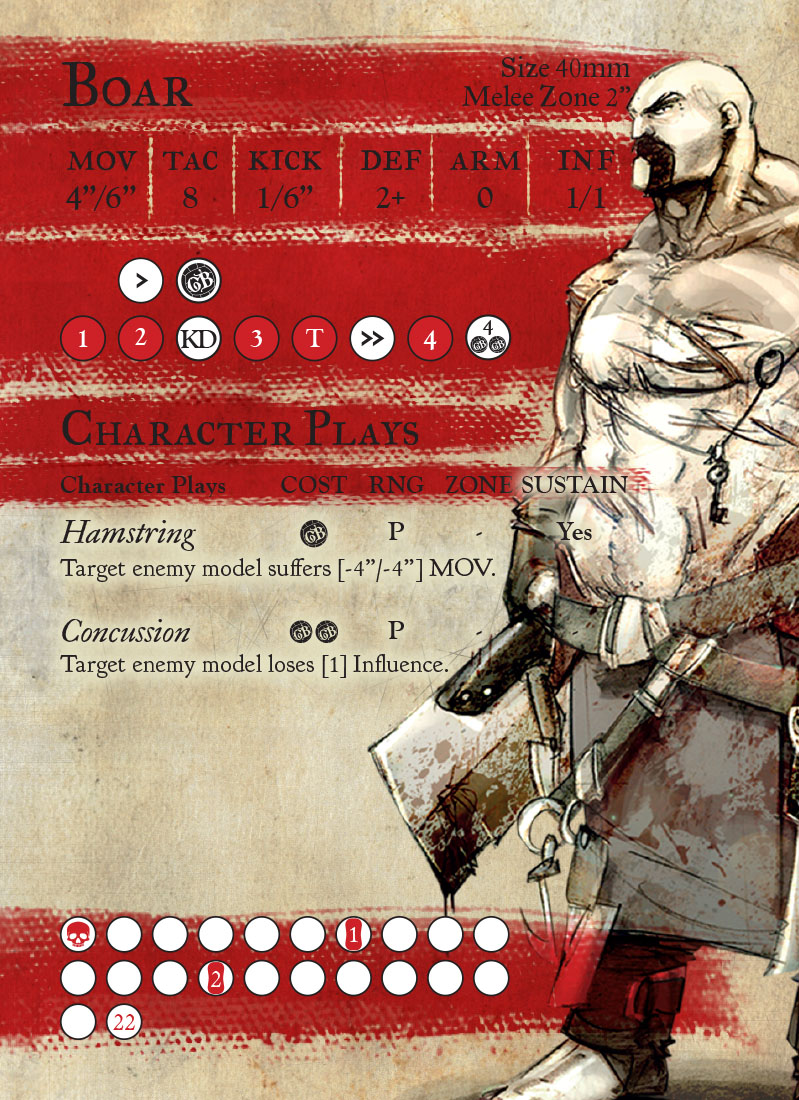 Boar
Size 40mm
Melee Zone 2”
MOV TAC KICK DEF ARM INF
4”/6” 8 1/6” 2+ 0 1/1
> GB
1 2 KD 3 T >> 4 4 GB GB
Character Plays
Character Plays COST RNG ZONE SUSTAIN
Hamstring GB P - Yes
Target enemy model suffers [-4”/-4”] MOV.
Concussion GB GB P -
Target enemy model loses [1] Influence.
1
2
22